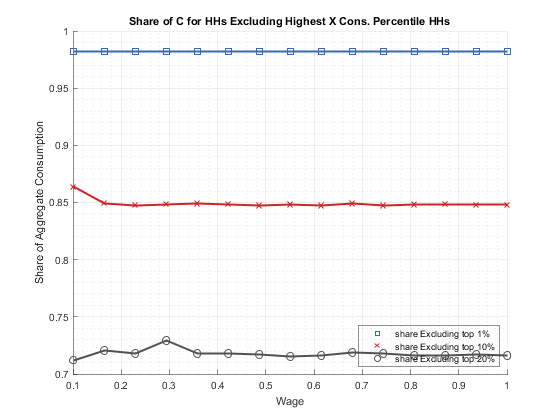 Share of C for HHs Excluding Highest X Cons. Percentile HHs
1
0.95
0.9
0.85
0.8
0.75
0.7
Share of Aggregate Consumption
share Excluding top 1%
share excluding top 10%
share Excluding top 20%
0.1 0.2 0.3 0.4 0.5 0.6 0.7 0.8 0.9 1
Wage